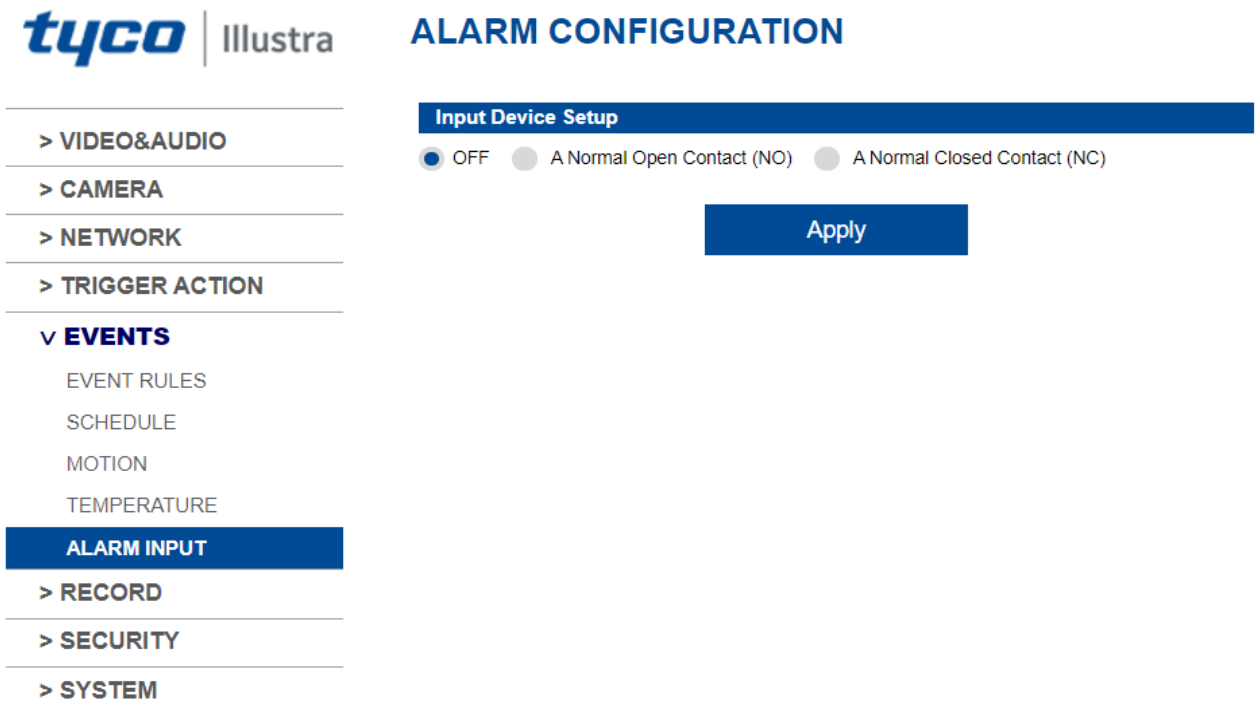 tyco | Illustra
ALARM CONFIGURATION
> VIDEO&AUDIO
> CAMERA
> NETWORK
> TRIGGER ACTION
v EVENTS
EVENT RULES
SCHEDULE
MOTION
TEMPERATURE
ALARM INPUT
> RECORD
> SECURITY
> SYSTEM
Input Device Setup
OFF A Normal Open Contact (NO) A Normal Closed Contact (NC)
Apply